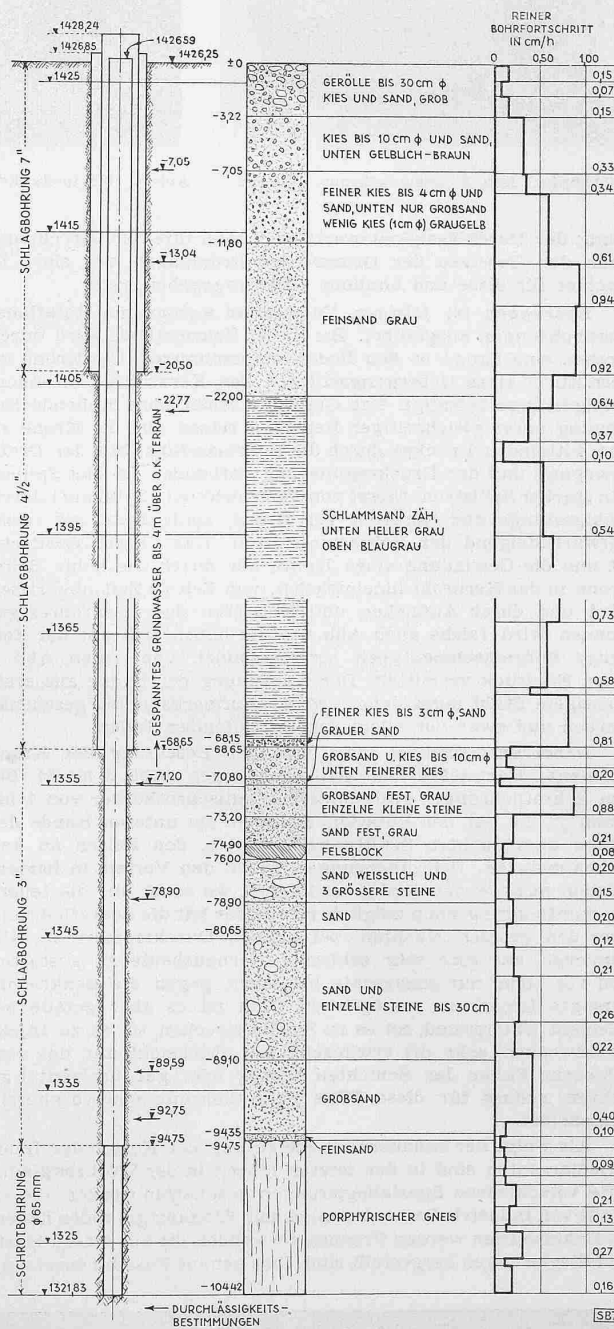 1428,24
1426,85
142659
1426,25
REINER
BOHRFORTSCHRITT
IN cm/h
0 0,50 1,00
±0
1425
-3,22
-7,05
7,05
1415
-11,80
13,04
-20,50
1405
-22,00
-22,77
1395
1365
-68,15
-68,65
-68,65
1355
-71,20
-70,80
-73,20
-74,90
-76,00
-78,90
-78,90
1345
-80,65
-89,10
-89,59
1335
-92,75
-94,35
-94,75
-94,75
1325
1321,83
-104,42
SCHLAGBOHRUNG 7"
SCHLAGBOHRUNG 4½"
SCHLAGBOHRUNG 3"
SCHROTBOHRUNG
ϕ 65 mm
GESPANNTES GRUNDWASSER BIS 4 m ÜBER O.K. TERRAIN
GERÖLLE BIS 30 cm ϕ
KIES UND SAND, GROB
KIES BIS 10 cm ϕ UND SAND,
UNTEN GELBLICH-BRAUN
FEINER KIES BIS 4 cm ϕ UND
SAND, UNTEN NUR GROBSAND
WENIG KIES (1cm ϕ) GRAUGELB
FEINSAND GRAU
SCHLAMMSAND ZÄH,
UNTEN HELLER GRAU
OBEN BLAUGRAU
FEINER KIES BIS 3 cm ϕ, SAND
GRAUER SAND
GROBSAND U. KIES BIS 10 cm ϕ
UNTEN FEINERER KIES
GROBSAND FEST, GRAU
EINZELNE KLEINE STEINE
SAND FEST, GRAU
FELSBLOCK
SAND WEISSLICH UND
3 GRÖSSERE STEINE
SAND
SAND UND
EINZELNE STEINE BIS 30cm
GROBSAND
FEINSAND
PORPHYRISCHER GNEIS
0,15
0,07
0,15
0,33
0,34
0,61
0,94
0,92
0,64
0,37
0,10
0,54
0,73
0,58
0,81
0,20
0,88
0,21
0,08
0,20
0,15
0,20
0,12
0,21
0,26
0,22
0,40
0,10
0,09
0,21
0,13
0,27
0,16
DURCHLÄSSIGKEITS-
BESTIMMUNGEN